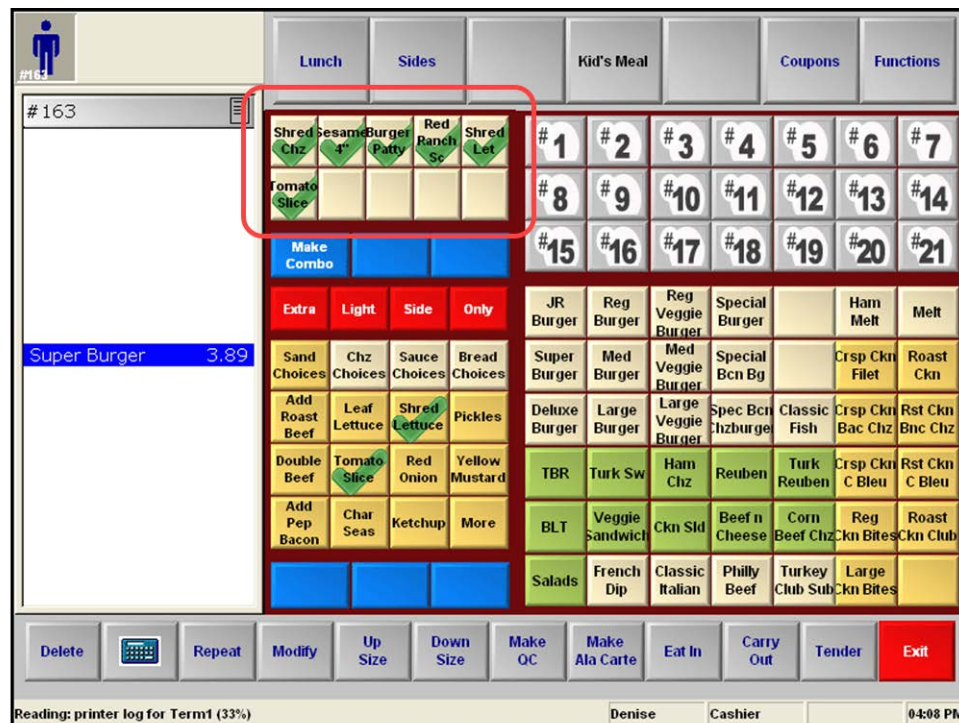 #163
Lunch
Sides
Kid's Meal
Coupons
Functions
#163
Shred Chz
Sesame 4"
Burger Patty
Red Ranch Sc
Shred Let
Tomato Slice
#1
#2
#3
#4
#5
#6
#7
#8
#9
#10
#11
#12
#13
#14
#15
#16
#17
#18
#19
#20
#21
Make Combo
Extra
Light
Side
Only
Super Burger 3.89
Sand Choices
Chz Choices
Sauce Choices
Bread Choices
Add Roast Beef
Leaf Lettuce
Shred Lettuce
Pickles
Double Beef
Tomato Slice
Red Onion
Yellow Mustard
Add Pep Bacon
Char Seas
Ketchup
More
JR Burger
Reg Burger
Reg Veggie Burger
Special Burger
Ham Melt
Melt
Super Burger
Med Burger
Med Veggie Burger
Special Bcn Bg
Crsp Ckn Filet
Roast Ckn
Deluxe Burger
Large Burger
Large Veggie Burger
Spec Bcn Chzburge
Classic Fish
Crsp Ckn Bac Chz
Rst Ckn Bnc Chz
TBR
Turk Sw
Ham Chz
Reuben
Turk Reuben
Crsp Ckn C Bleu
Rst Ckn C Bleu
BLT
Veggie Sandwich
Ckn Sld
Beef n Cheese
Corn Beef Chz
Reg Ckn Bites
Roast Ckn Club
Salads
French Dip
Classic Italian
Philly Beef
Turkey Club Sub
Large Ckn Bites
Delete
Repeat
Modify
Up Size
Down Size
Make QC
Make Ala Carte
Eat In
Carry Out
Tender
Exit
Reading: printer log for Term1 (33%)
Denise
Cashier
04:08 PM